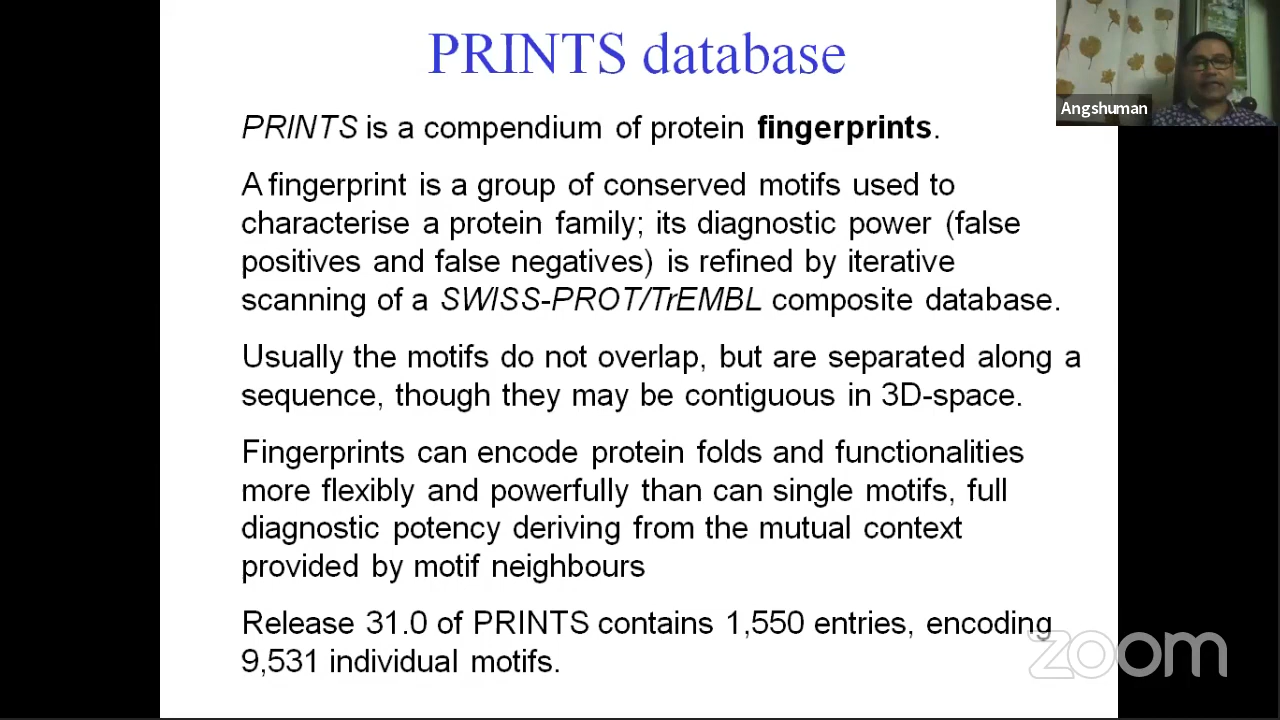 PRINTS database
Angshuman
PRINTS is a compendium of protein fingerprints.
A fingerprint is a group of conserved motifs used to
characterise a protein family; its diagnostic power (false
positives and false negatives) is refined by iterative
scanning of a SWISS-PROT/TrEMBL composite database.
Usually the motifs do not overlap, but are separated along a
sequence, though they may be contiguous in 3D-space.
Fingerprints can encode protein folds and functionalities
more flexibly and powerfully than can single motifs, full
diagnostic potency deriving from the mutual context
provided by motif neighbours
Release 31.0 of PRINTS contains 1,550 entries, encoding
9,531 individual motifs.
zoom